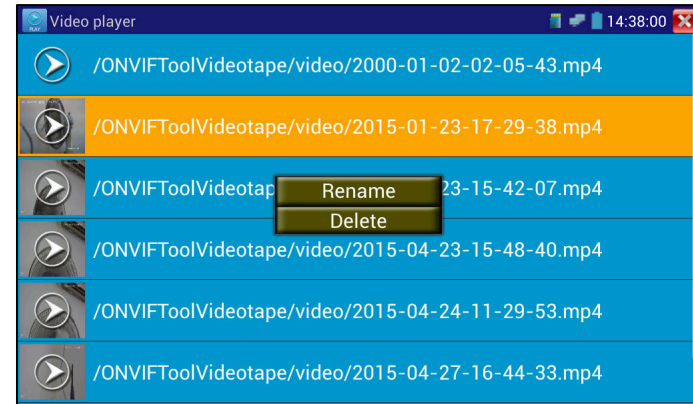 Video player
14:38:00
PLAY
/ONVIFToolVideotape/video/2000-01-02-02-05-43.mp4
/ONVIFToolVideotape/video/2015-01-23-17-29-38.mp4
/ONVIFToolVideotap
23-15-42-07.mp4
Rename
Delete
/ONVIFToolVideotape/video/2015-04-23-15-48-40.mp4
/ONVIFToolVideotape/video/2015-04-24-11-29-53.mp4
/ONVIFToolVideotape/video/2015-04-27-16-44-33.mp4